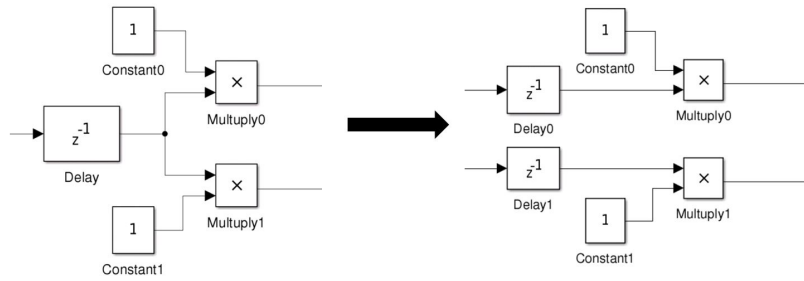 1
Constant0
×
Multuply0
z-1
Delay
×
Multuply1
1
Constant1
1
Constant0
×
Multuply0
z-1
Delay0
z-1
Delay1
×
Multuply1
1
Constant1